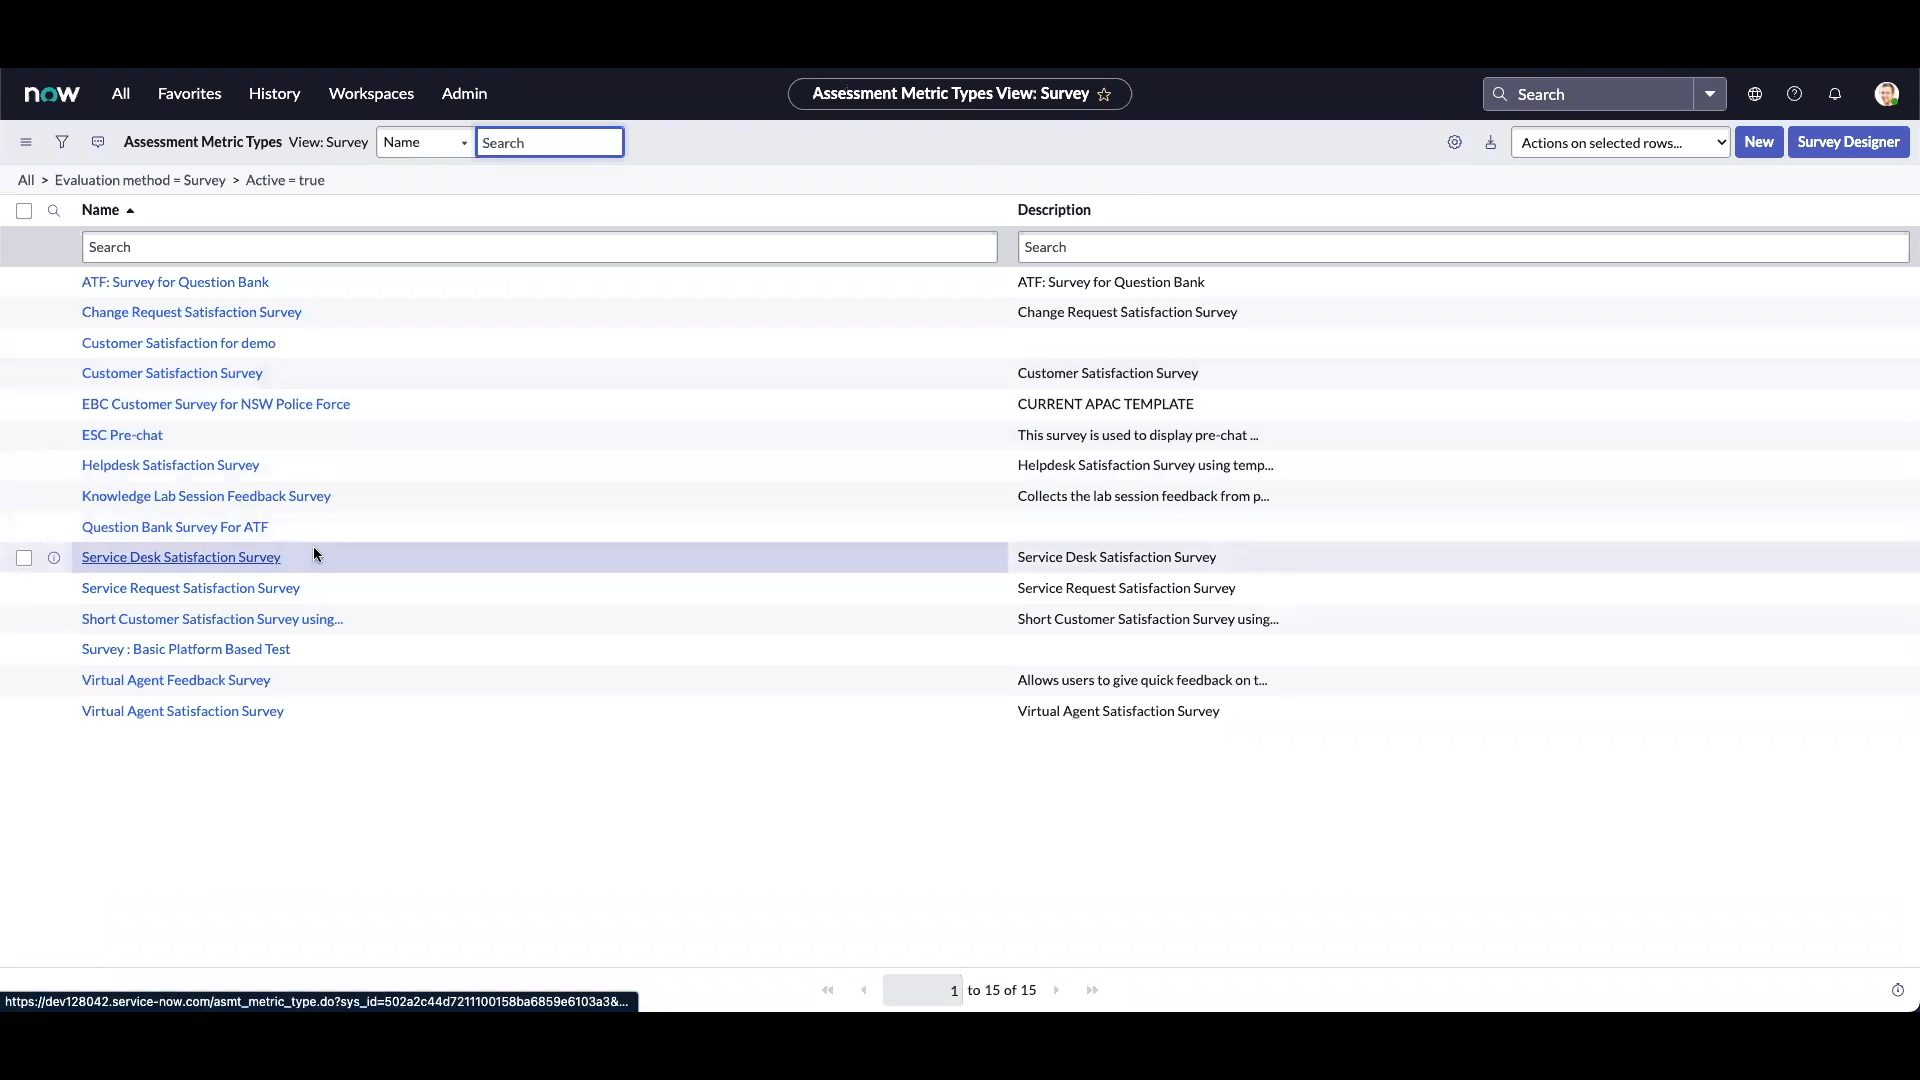 now All Favorites History Workspaces Admin Assessment Metric Types View: Survey Search
Assessment Metric Types View: Survey Name Search Actions on selected rows... New Survey Designer
All > Evaluation method = Survey > Active = true
Name Description
Search Search
ATF: Survey for Question Bank ATF: Survey for Question Bank
Change Request Satisfaction Survey Change Request Satisfaction Survey
Customer Satisfaction for demo
Customer Satisfaction Survey Customer Satisfaction Survey
EBC Customer Survey for NSW Police Force CURRENT APAC TEMPLATE
ESC Pre-chat This survey is used to display pre-chat ...
Helpdesk Satisfaction Survey Helpdesk Satisfaction Survey using temp...
Knowledge Lab Session Feedback Survey Collects the lab session feedback from p...
Question Bank Survey For ATF
Service Desk Satisfaction Survey Service Desk Satisfaction Survey
Service Request Satisfaction Survey Service Request Satisfaction Survey
Short Customer Satisfaction Survey using... Short Customer Satisfaction Survey using...
Survey : Basic Platform Based Test
Virtual Agent Feedback Survey Allows users to give quick feedback on t...
Virtual Agent Satisfaction Survey Virtual Agent Satisfaction Survey
1 to 15 of 15
https://dev128042.service-now.com/asmt_metric_type.do?sys_id=502a2c44d7211100158ba6859e6103a3&...